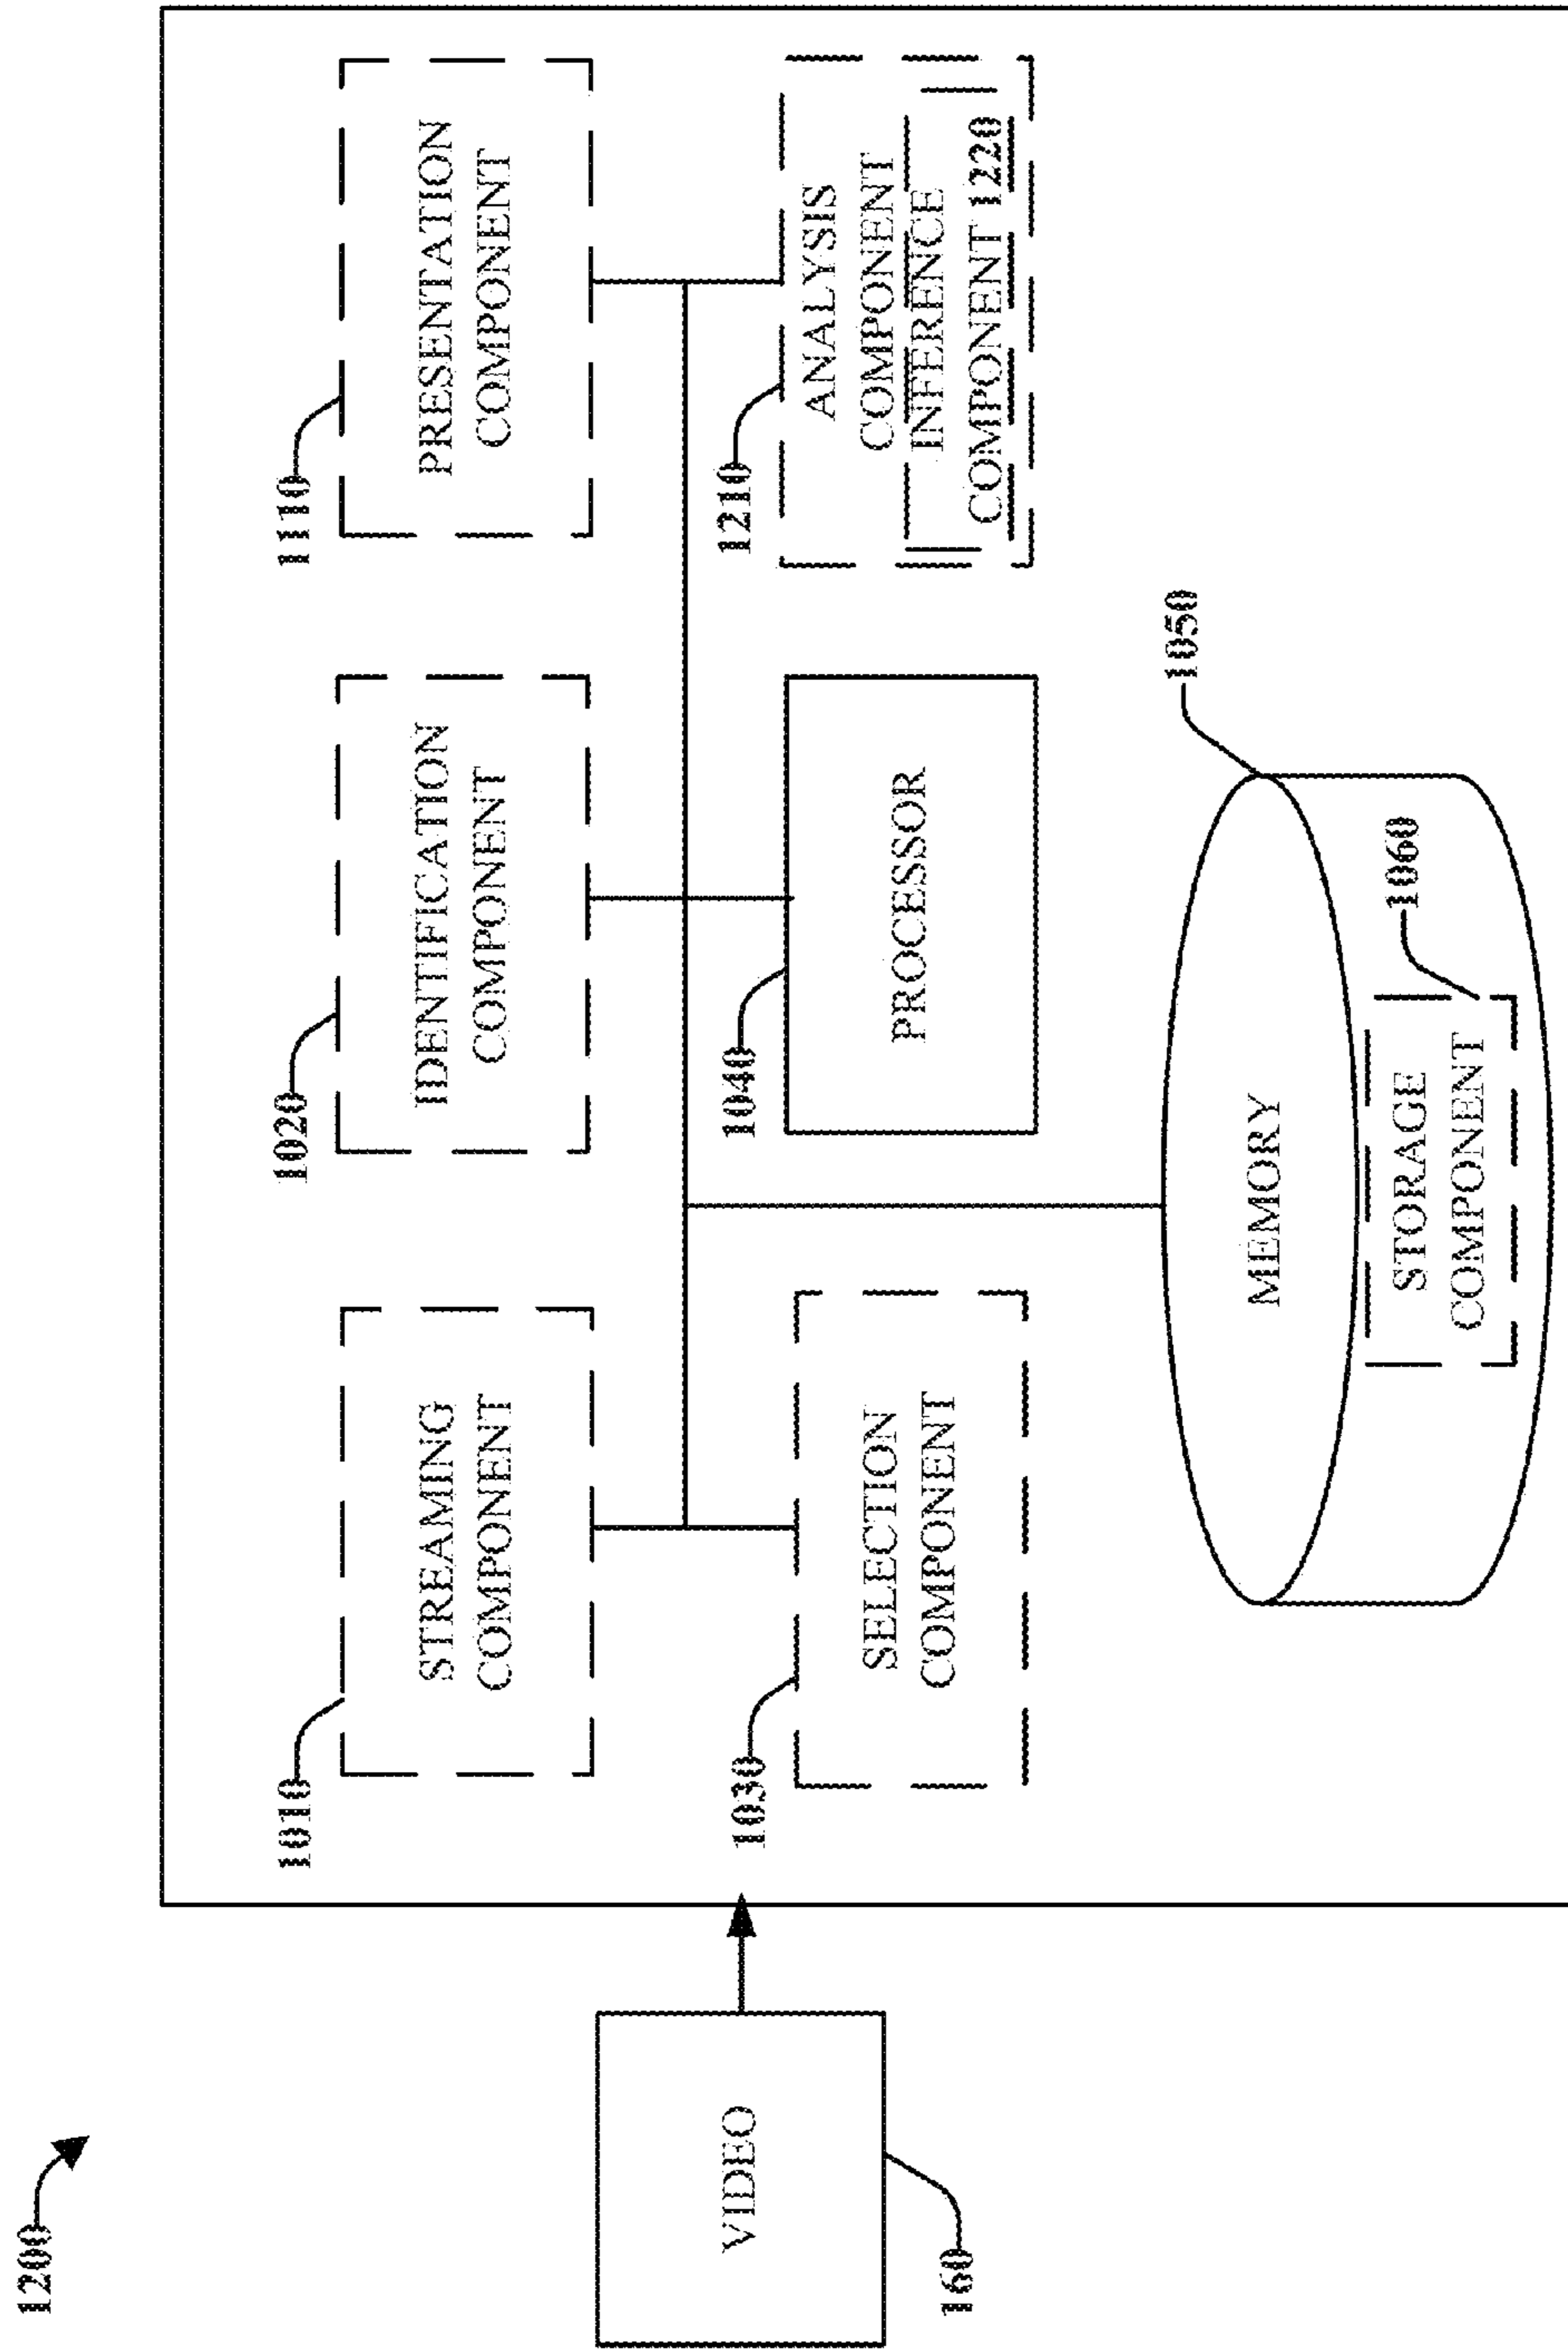 1200
VIDEO
160
1010
STREAMING
COMPONENT
1020
IDENTIFICATION
COMPONENT
1110
PRESENTATION
COMPONENT
1030
SELECTION
COMPONENT
1040
PROCESSOR
1210
ANALYSIS
COMPONENT
INFERENCE
COMPONENT 1220
1050
MEMORY
1060
STORAGE
COMPONENT